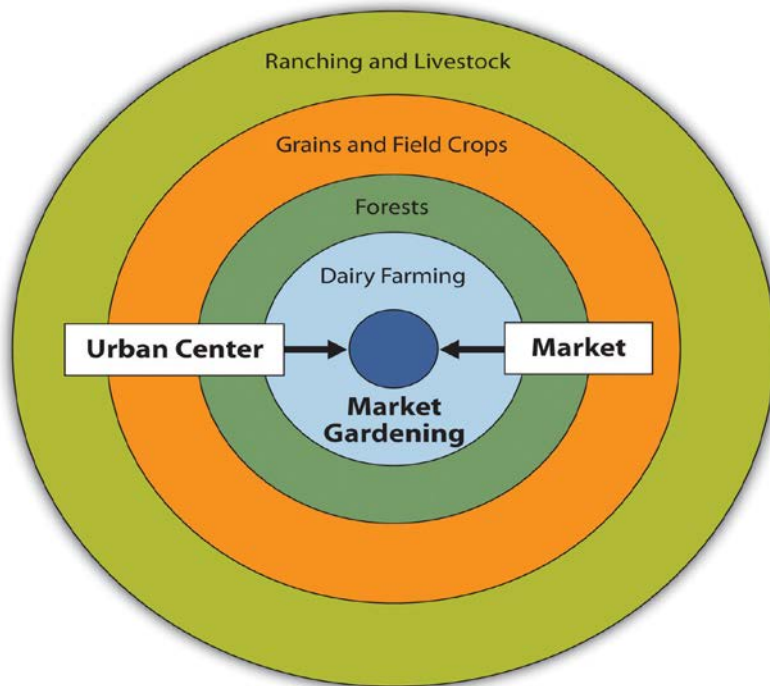 Ranching and Livestock
Grains and Field Crops
Forests
Dairy Farming
Urban Center
Market
Market
Gardening